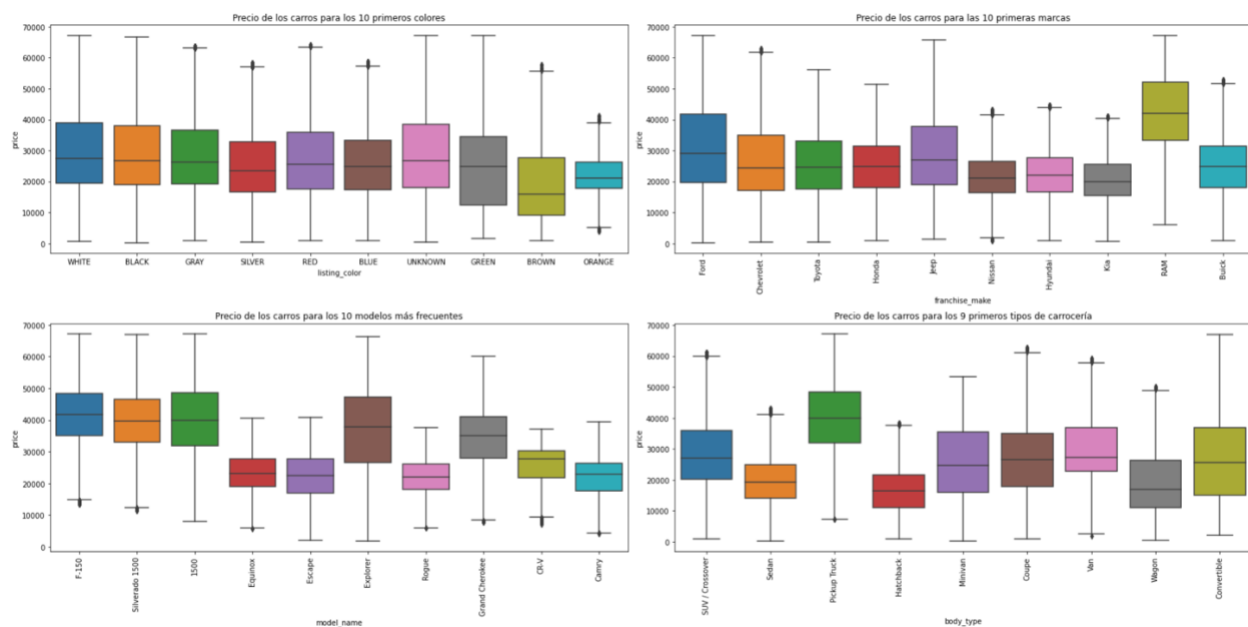 Precio de los carros para los 10 primeros colores
price
70000
60000
50000
40000
30000
20000
10000
0
WHITE BLACK GRAY SILVER RED BLUE UNKNOWN GREEN BROWN ORANGE
listing_color
Precio de los carros para las 10 primeras marcas
price
70000
60000
50000
40000
30000
20000
10000
0
Ford Chevrolet Toyota Honda Jeep Nissan Hyundai Kia RAM Buick
franchise_make
Precio de los carros para los 10 modelos más frecuentes
price
70000
60000
50000
40000
30000
20000
10000
0
F-150 Silverado 1500 1500 Equinox Escape Explorer Rogue Grand Cherokee CR-V Camry
model_name
Precio de los carros para los 9 primeros tipos de carrocería
price
70000
60000
50000
40000
30000
20000
10000
0
SUV / Crossover Sedan Pickup Truck Hatchback Minivan Coupe Van Wagon Convertible
body_type